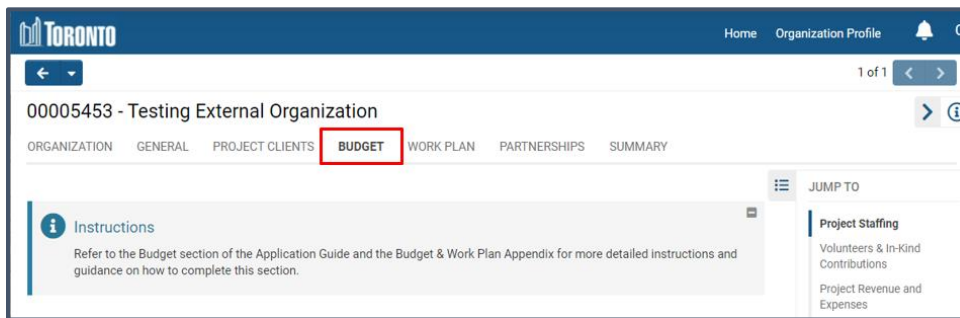 TORONTO
Home Organization Profile
1 of 1
00005453 - Testing External Organization
ORGANIZATION GENERAL PROJECT CLIENTS BUDGET WORK PLAN PARTNERSHIPS SUMMARY
JUMP TO
Instructions
Refer to the Budget section of the Application Guide and the Budget & Work Plan Appendix for more detailed instructions and
guidance on how to complete this section.
Project Staffing
Volunteers & In-Kind
Contributions
Project Revenue and
Expenses